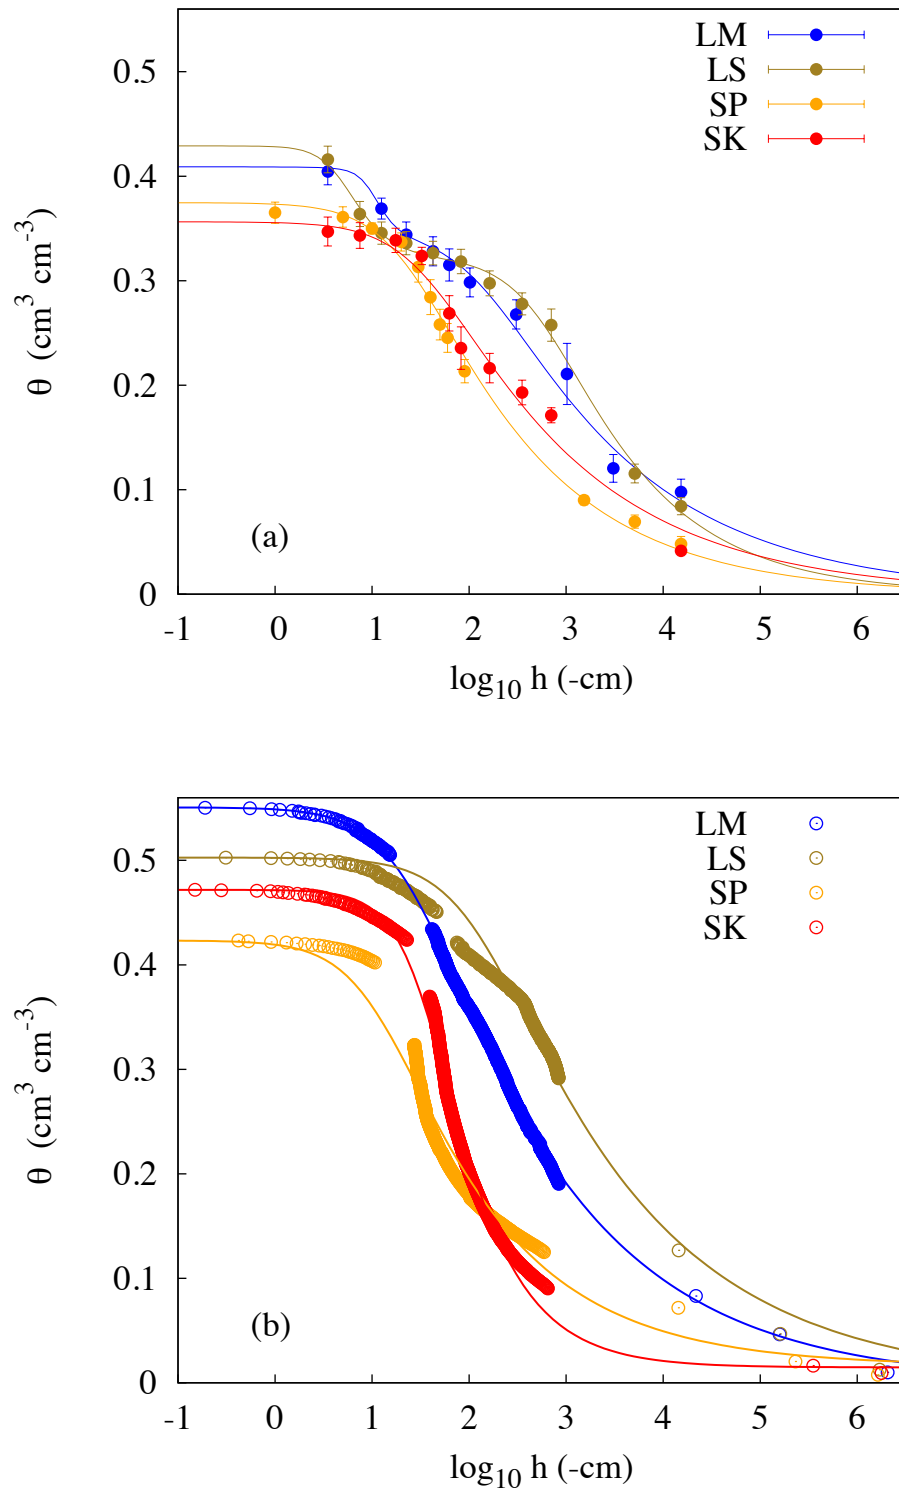 LM
LS
SP
SK
0.5
0.4
0.3
0.2
0.1
0
θ (cm³ cm⁻³)
(a)
-1 0 1 2 3 4 5 6
log₁₀ h (-cm)
LM
LS
SP
SK
0.5
0.4
0.3
0.2
0.1
0
θ (cm³ cm⁻³)
(b)
-1 0 1 2 3 4 5 6
log₁₀ h (-cm)